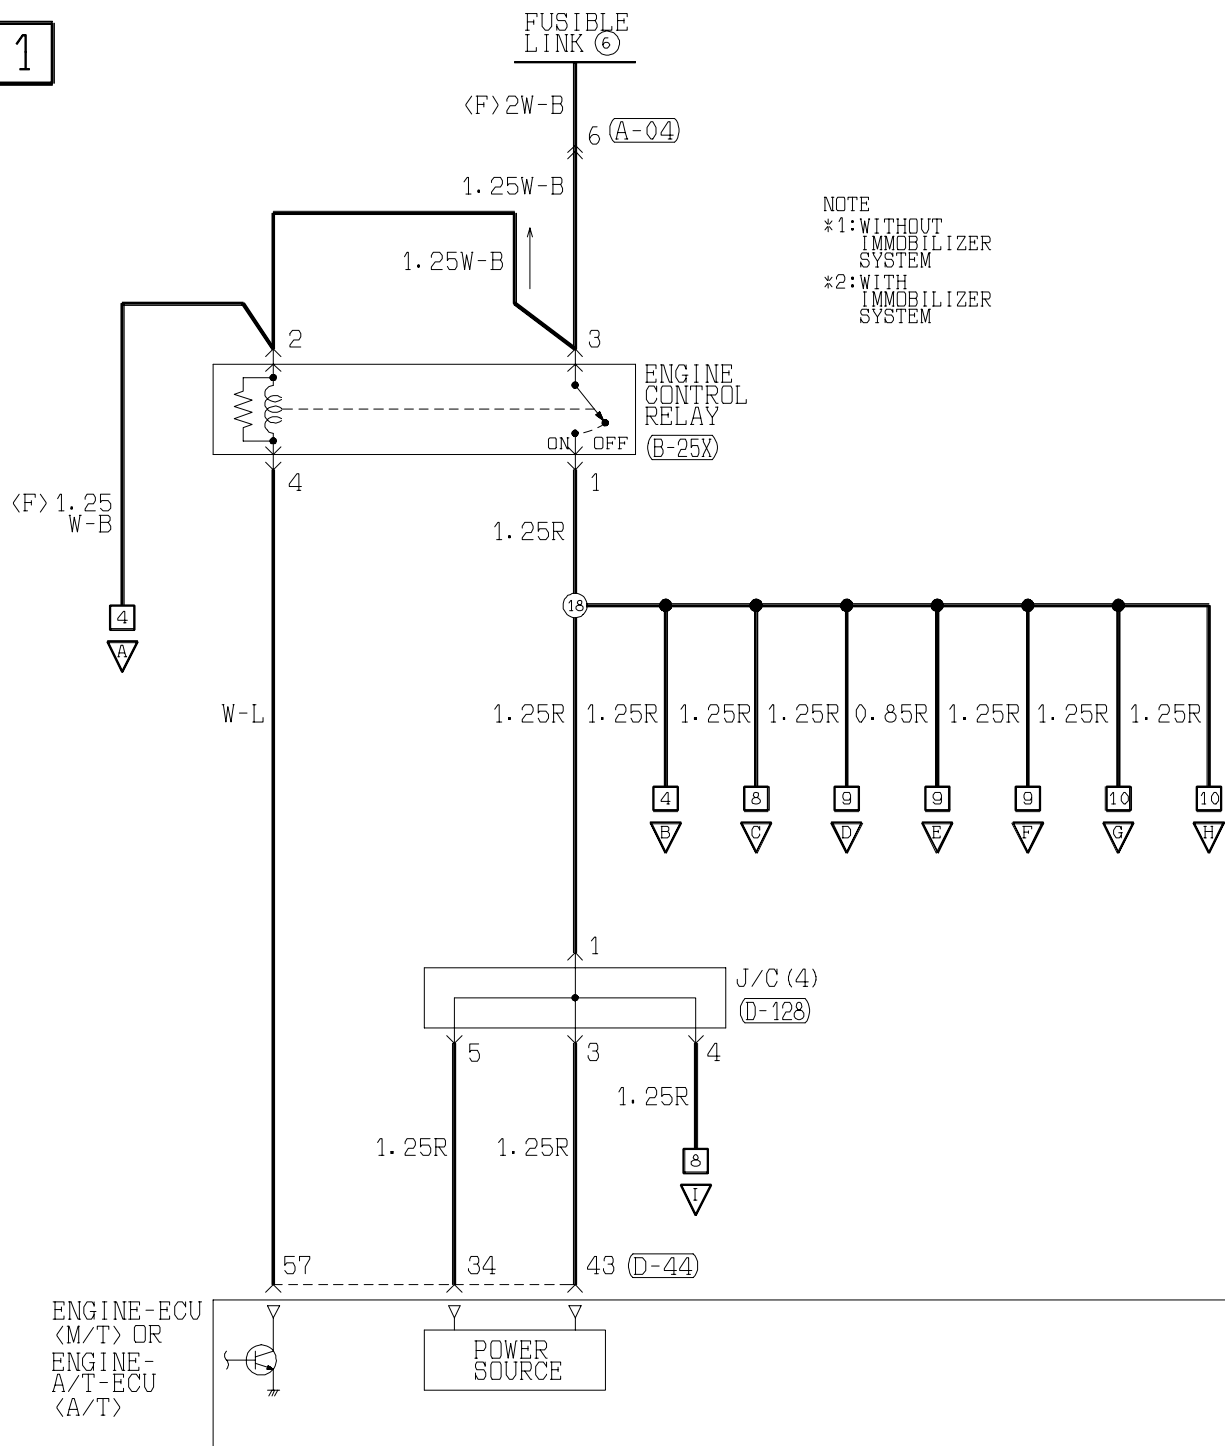 1
FUSIBLE
LINK ⑥
〈F〉2W-B
6 (A-04)
1.25W-B
NOTE
*1:WITHOUT
IMMOBILIZER
SYSTEM
*2:WITH
IMMOBILIZER
SYSTEM
1.25W-B
2
3
ENGINE
CONTROL
RELAY
(B-25X)
ON OFF
4
1
〈F〉1.25
W-B
1.25R
4
A
18
W-L
1.25R 1.25R 1.25R 1.25R 0.85R 1.25R 1.25R 1.25R
4 8 9 9 9 10 10
B C D E F G H
1
J/C(4)
(D-128)
5 3 4
1.25R
1.25R 1.25R
8
I
57 34 43 (D-44)
ENGINE-ECU
〈M/T〉OR
ENGINE-
A/T-ECU
〈A/T〉
POWER
SOURCE